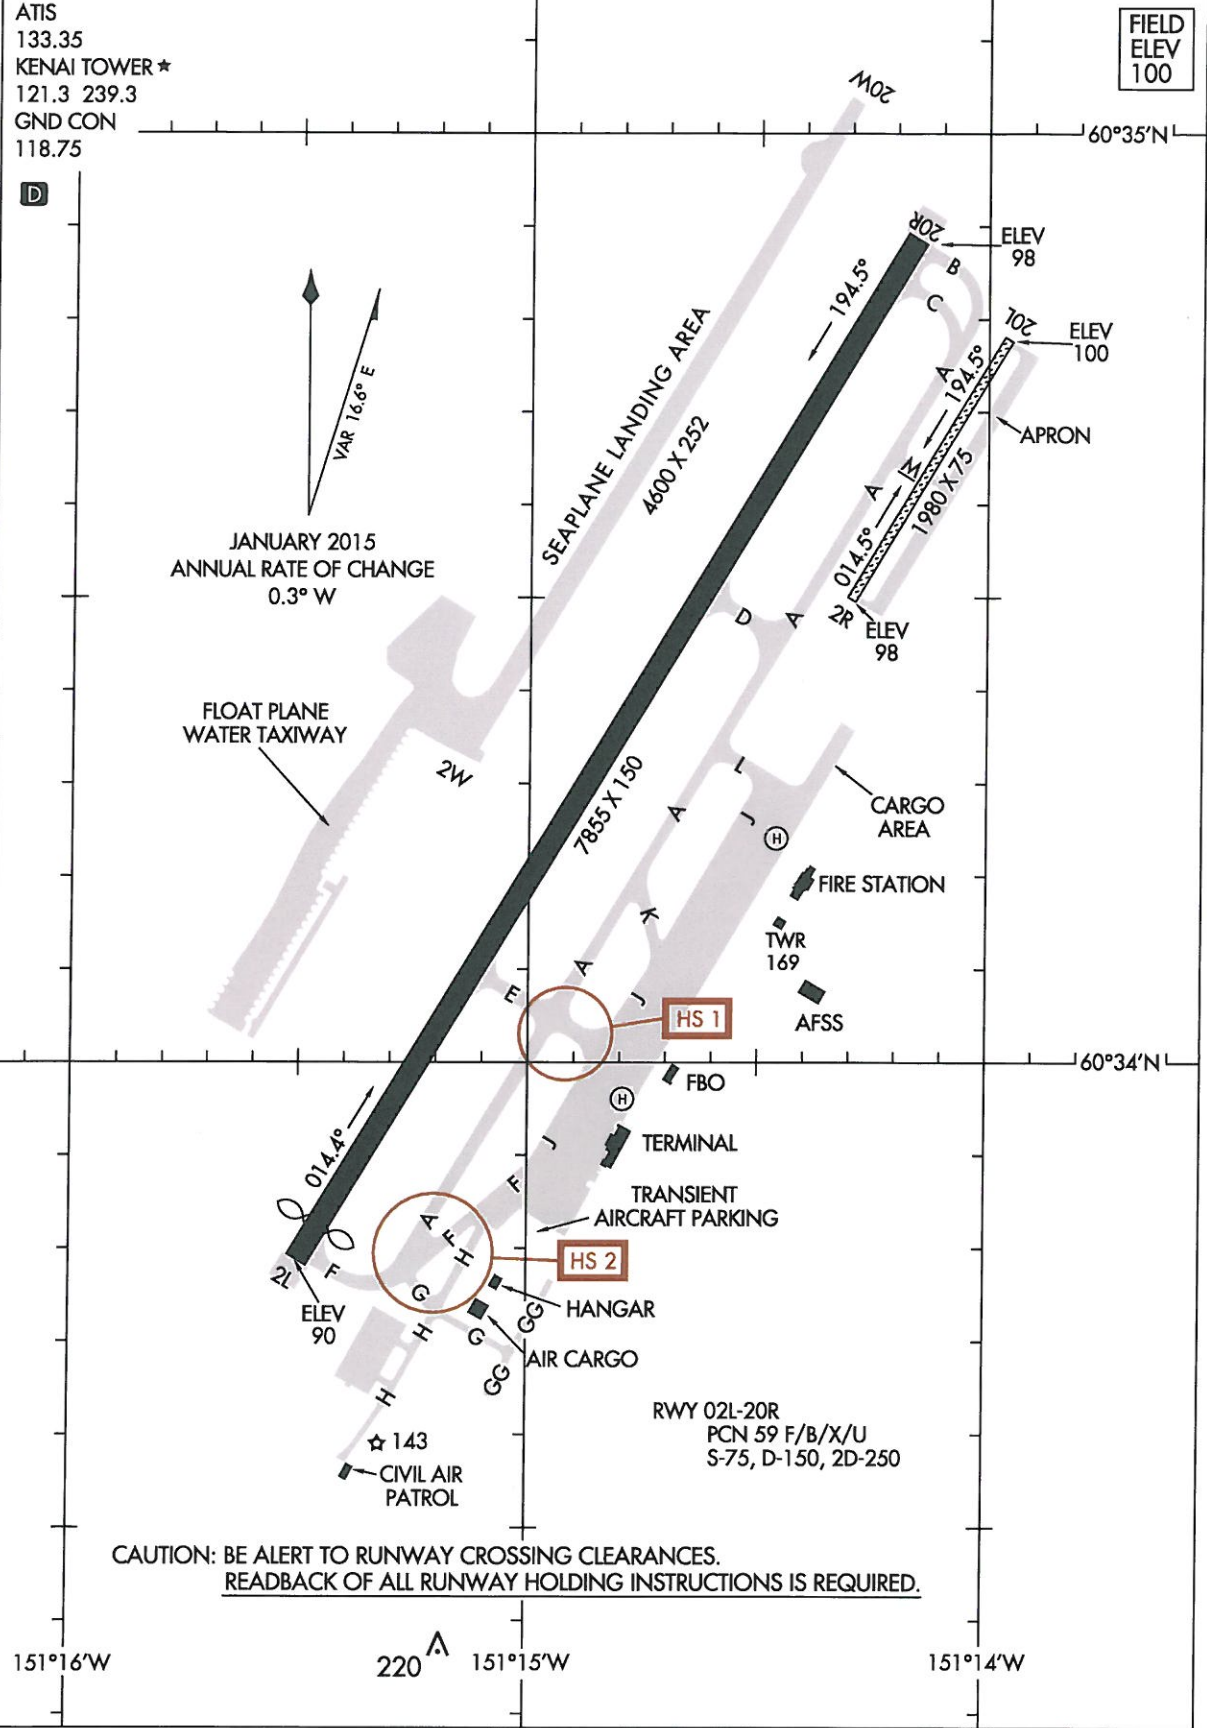 ATIS
133.35
KENAI TOWER ★
121.3 239.3
GND CON
118.75
D
FIELD
ELEV
100
60°35'N
20W
20R
ELEV
98
B
C
194.5°
20L
ELEV
100
A
194.5°
APRON
VAR 16.6° E
SEAPLANE LANDING AREA
4600 X 252
A
M
1980 X 75
014.5°
JANUARY 2015
ANNUAL RATE OF CHANGE
0.3° W
D
A
2R
ELEV
98
FLOAT PLANE
WATER TAXIWAY
2W
7855 X 150
L
A
J
H
CARGO
AREA
FIRE STATION
K
TWR
169
A
E
J
HS 1
AFSS
60°34'N
FBO
H
014.4°
J
TERMINAL
F
TRANSIENT
AIRCRAFT PARKING
A
F
H
HS 2
2L
F
G
ELEV
90
HANGAR
H
G
GG
AIR CARGO
GG
H
RWY 02L-20R
PCN 59 F/B/X/U
S-75, D-150, 2D-250
143
CIVIL AIR
PATROL
CAUTION: BE ALERT TO RUNWAY CROSSING CLEARANCES.
READBACK OF ALL RUNWAY HOLDING INSTRUCTIONS IS REQUIRED.
220
151°16'W
151°15'W
151°14'W